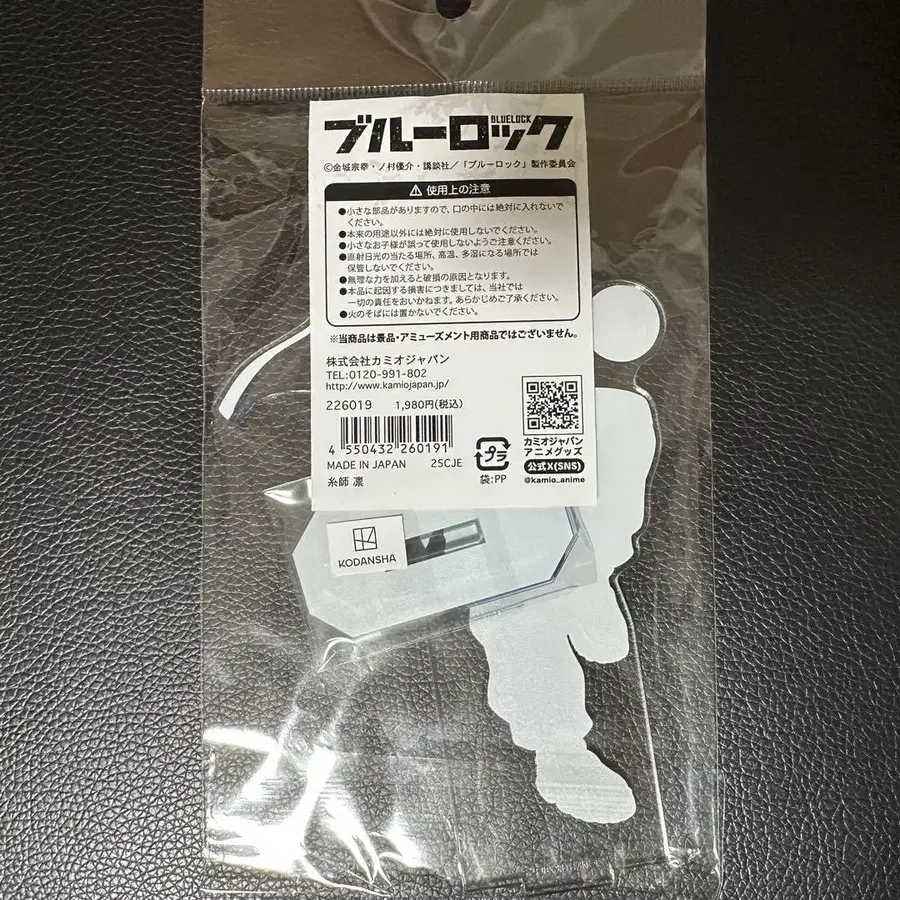 ブルーロック
BLUELOCK
©金城宗幸・ノ村優介・講談社/「ブルーロック」製作委員会
⚠ 使用上の注意
●小さな部品がありますので、口の中には絶対に入れないで
ください。
●本来の用途以外には絶対に使用しないでください。
●小さなお子様が誤って使用しないようご注意ください。
●直射日光の当たる場所、高温、多湿になる場所では
保管しないでください。
●無理な力を加えると破損の原因となります。
●本品に起因する損害につきましては、当社では
一切の責任をおいかねます。あらかじめご了承ください。
●火のそばには置かないでください。
※当商品は景品・アミューズメント用商品ではございません。
株式会社カミオジャパン
TEL:0120-991-802
http://www.kamiojapan.jp/
226019 1,980円(税込)
4 550432 260191
MADE IN JAPAN 25CJE
糸師 凛
プラ
袋:PP
カミオジャパン
アニメグッズ
公式X(SNS)
@kamio_anime
KODANSHA